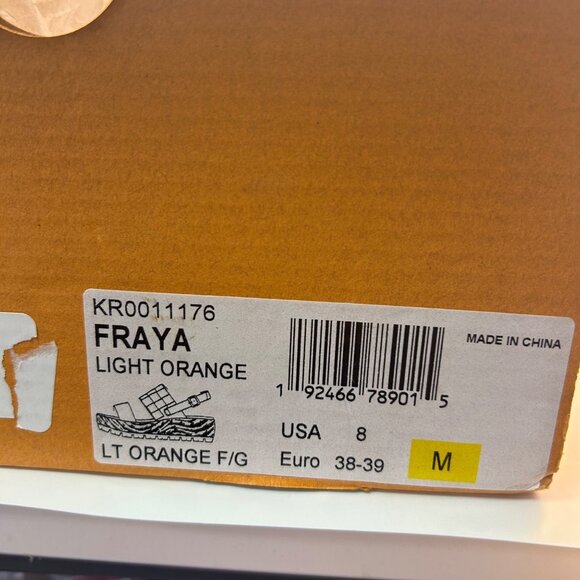 KR0011176
FRAYA
LIGHT ORANGE
LT ORANGE F/G
1 92466 78901 5
USA 8
Euro 38-39
M
MADE IN CHINA